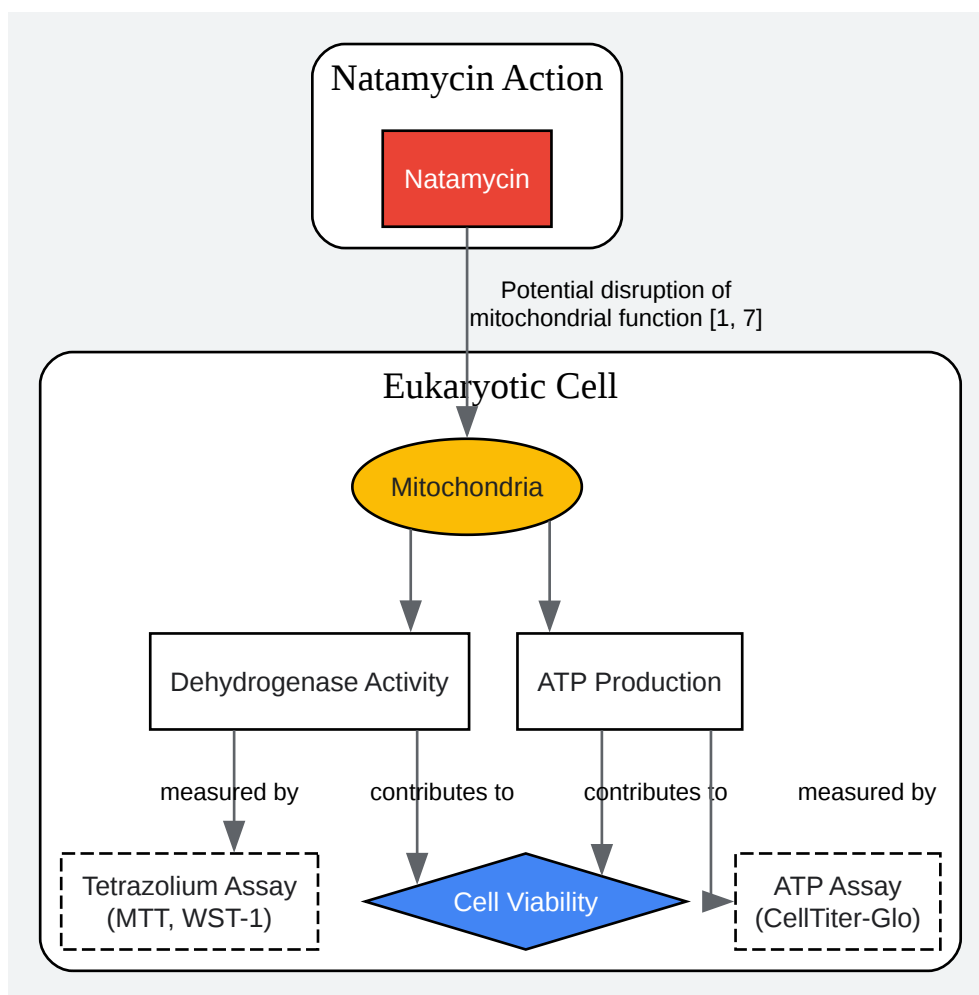 Natamycin Action
Natamycin
Potential disruption of
mitochondrial function [1, 7]
Eukaryotic Cell
Mitochondria
Dehydrogenase Activity
ATP Production
measured by
contributes to
contributes to
measured by
Tetrazolium Assay
(MTT, WST-1)
Cell Viability
ATP Assay
(CellTiter-Glo)